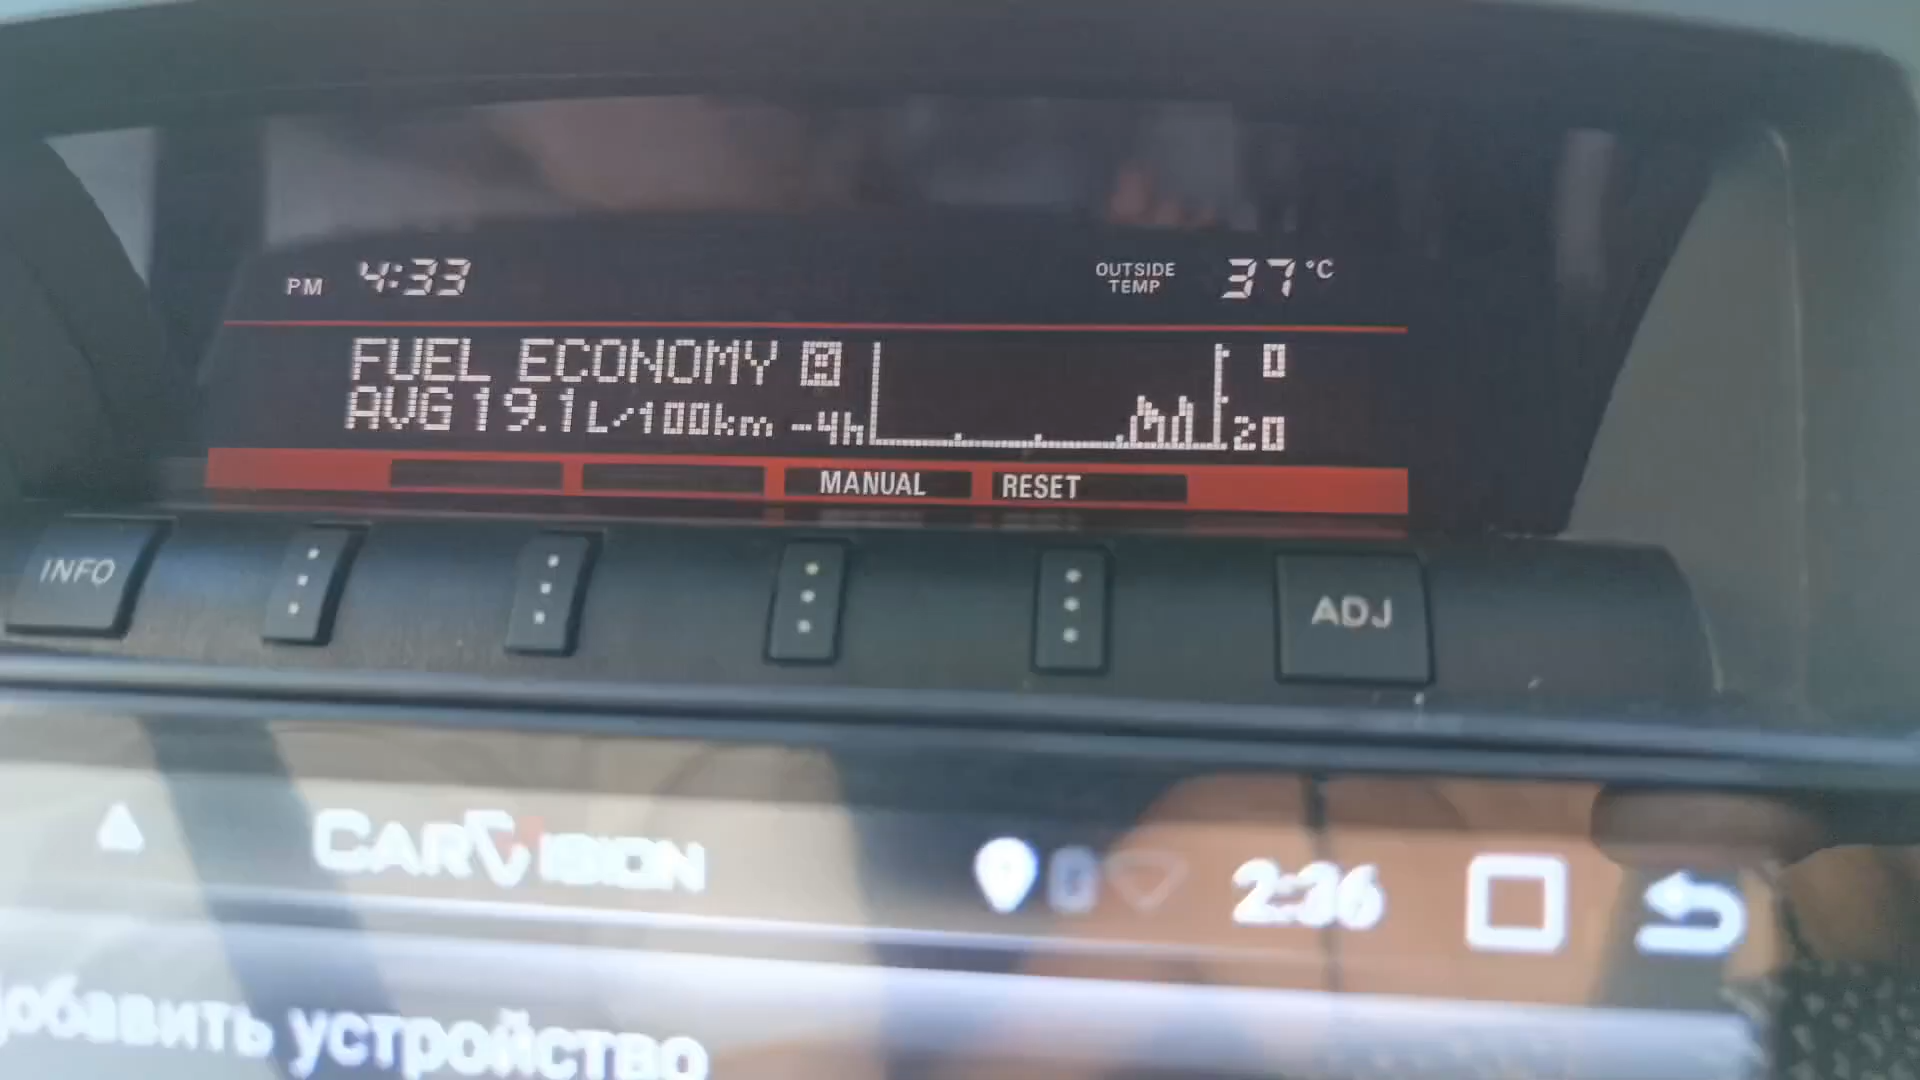 PM 4:33
OUTSIDE TEMP 37 °C
FUEL ECONOMY
AVG 19.1 L/100km
-4h
0
20
MANUAL
RESET
INFO
ADJ
CARVISION
2:36
обавить устройство